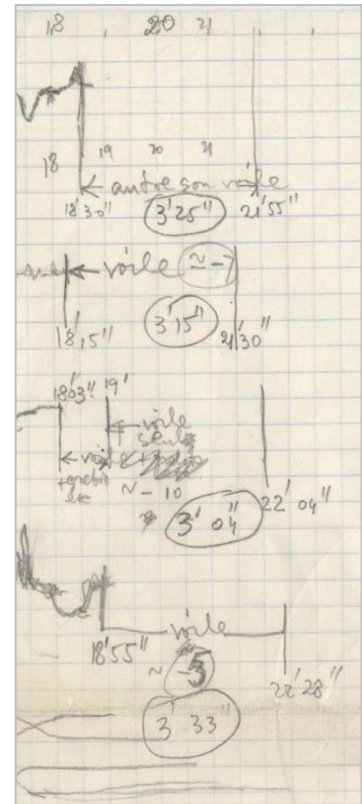 18 20 21
18 19 20 21
autre son voile
18'30" 3'25" 21'55"
voile ≃ -7
18'15" 3'15" 21'30"
18'03" 19'
voile
seule
voile
etc ~ - 10
3' 04" 22' 04"
voile
18'55"
~ -5 22' 28"
3' 33"